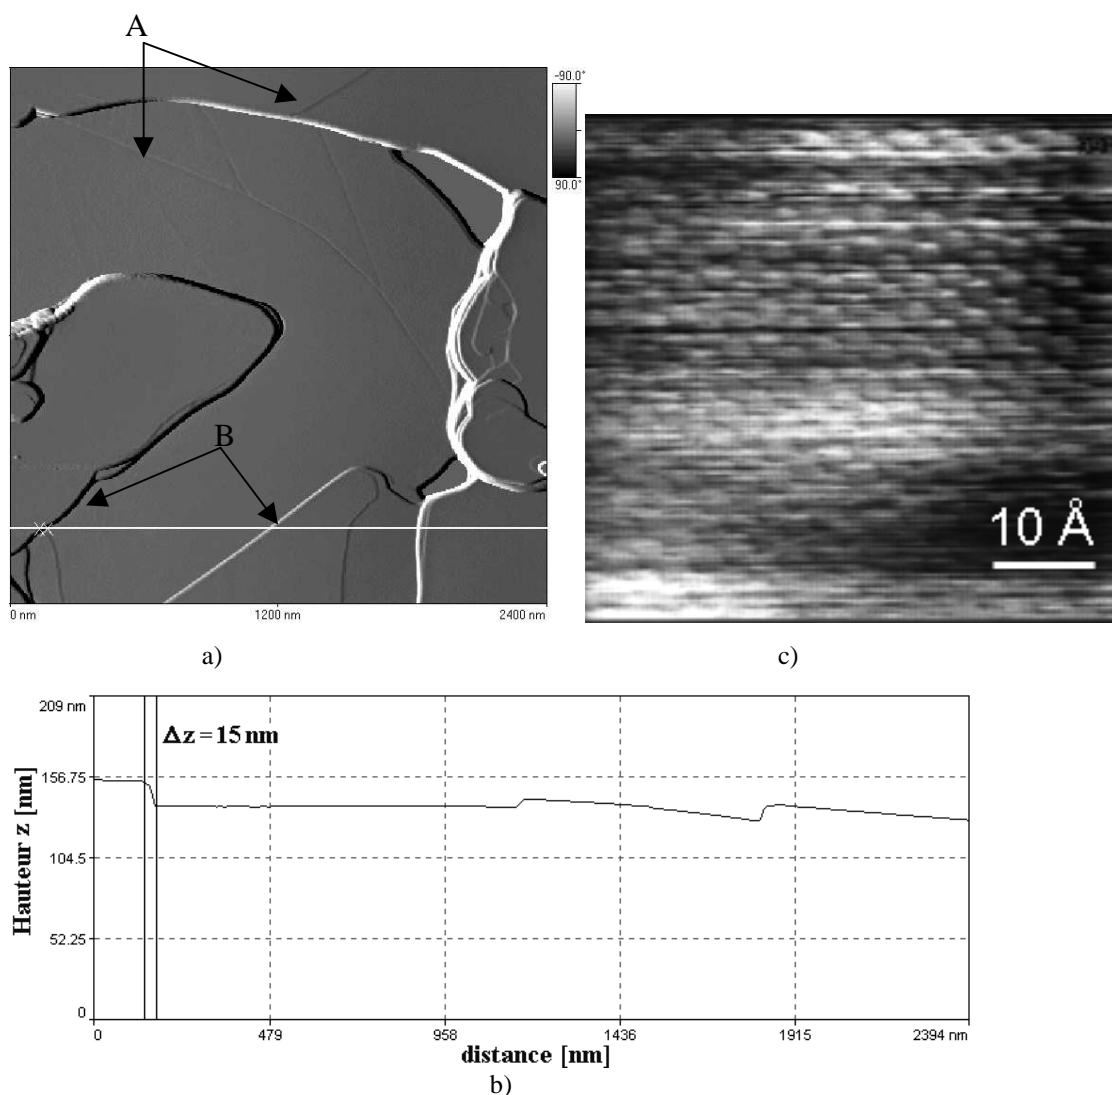 A
-90.0°
90.0°
B
0 nm
1200 nm
2400 nm
10 Å
a)
c)
209 nm
Δz = 15 nm
156.75
104.5
52.25
0
Hauteur z [nm]
0
479
958
1436
1915
2394 nm
distance [nm]
b)